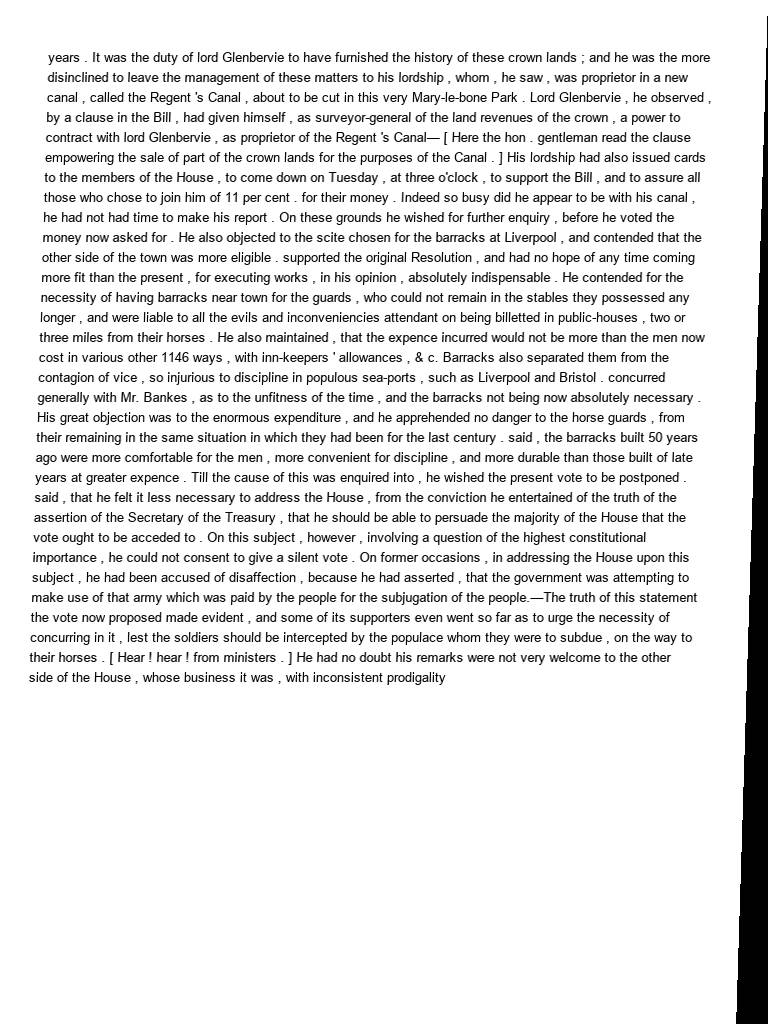 years . It was the duty of lord Glenbervie to have furnished the history of these crown lands ; and he was the more
disinclined to leave the management of these matters to his lordship , whom , he saw , was proprietor in a new
canal , called the Regent 's Canal , about to be cut in this very Mary-le-bone Park . Lord Glenbervie , he observed ,
by a clause in the Bill , had given himself , as surveyor-general of the land revenues of the crown , a power to
contract with lord Glenbervie , as proprietor of the Regent 's Canal— [ Here the hon . gentleman read the clause
empowering the sale of part of the crown lands for the purposes of the Canal . ] His lordship had also issued cards
to the members of the House , to come down on Tuesday , at three o'clock , to support the Bill , and to assure all
those who chose to join him of 11 per cent . for their money . Indeed so busy did he appear to be with his canal ,
he had not had time to make his report . On these grounds he wished for further enquiry , before he voted the
money now asked for . He also objected to the scite chosen for the barracks at Liverpool , and contended that the
other side of the town was more eligible . supported the original Resolution , and had no hope of any time coming
more fit than the present , for executing works , in his opinion , absolutely indispensable . He contended for the
necessity of having barracks near town for the guards , who could not remain in the stables they possessed any
longer , and were liable to all the evils and inconveniencies attendant on being billetted in public-houses , two or
three miles from their horses . He also maintained , that the expence incurred would not be more than the men now
cost in various other 1146 ways , with inn-keepers ' allowances , & c. Barracks also separated them from the
contagion of vice , so injurious to discipline in populous sea-ports , such as Liverpool and Bristol . concurred
generally with Mr. Bankes , as to the unfitness of the time , and the barracks not being now absolutely necessary .
His great objection was to the enormous expenditure , and he apprehended no danger to the horse guards , from
their remaining in the same situation in which they had been for the last century . said , the barracks built 50 years
ago were more comfortable for the men , more convenient for discipline , and more durable than those built of late
years at greater expence . Till the cause of this was enquired into , he wished the present vote to be postponed .
said , that he felt it less necessary to address the House , from the conviction he entertained of the truth of the
assertion of the Secretary of the Treasury , that he should be able to persuade the majority of the House that the
vote ought to be acceded to . On this subject , however , involving a question of the highest constitutional
importance , he could not consent to give a silent vote . On former occasions , in addressing the House upon this
subject , he had been accused of disaffection , because he had asserted , that the government was attempting to
make use of that army which was paid by the people for the subjugation of the people.—The truth of this statement
the vote now proposed made evident , and some of its supporters even went so far as to urge the necessity of
concurring in it , lest the soldiers should be intercepted by the populace whom they were to subdue , on the way to
their horses . [ Hear ! hear ! from ministers . ] He had no doubt his remarks were not very welcome to the other
side of the House , whose business it was , with inconsistent prodigality